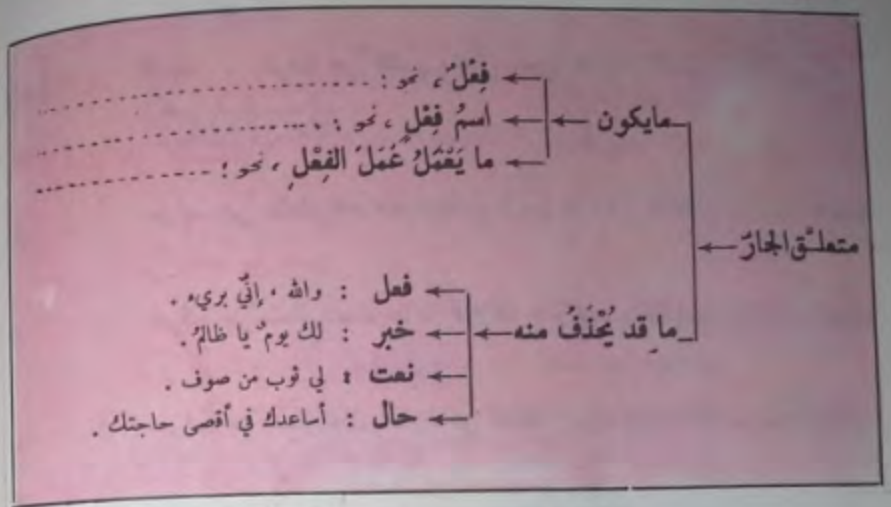 فِعْلٌ ، نحو : ....................
اسمُ فِعْلٍ ، نحو : ....................
مايكون
ما يَعْمَلُ عَمَلَ الفِعْلِ ، نحو : ....................
متعلَّق الجارّ
فعل : والله ، إنّي بريء .
ما قد يُحْذَفُ منه
خبر : لك يومٌ يا ظالمُ .
نعت : لي ثوب من صوف .
حال : أساعدك في أقصى حاجتك .